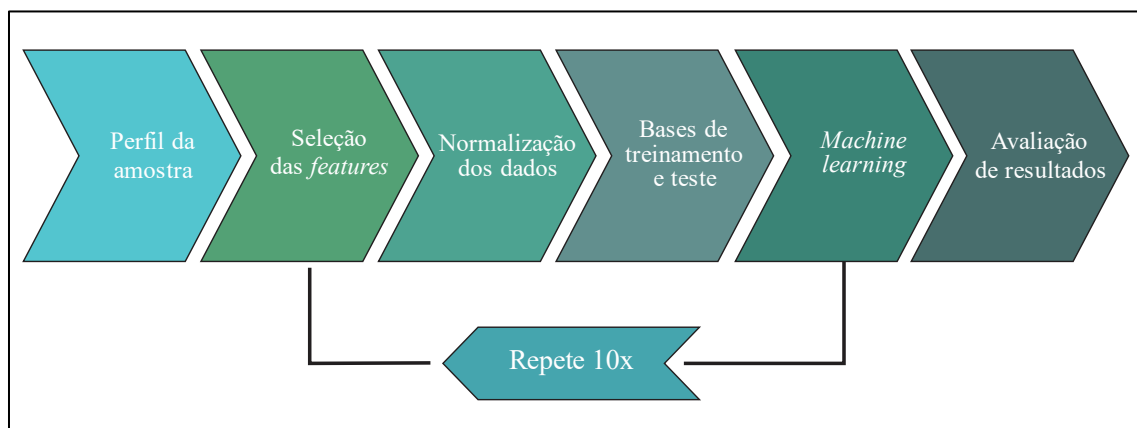 Perfil da
amostra
Seleção
das features
Normalização
dos dados
Bases de
treinamento
e teste
Machine
learning
Avaliação
de resultados
Repete 10x